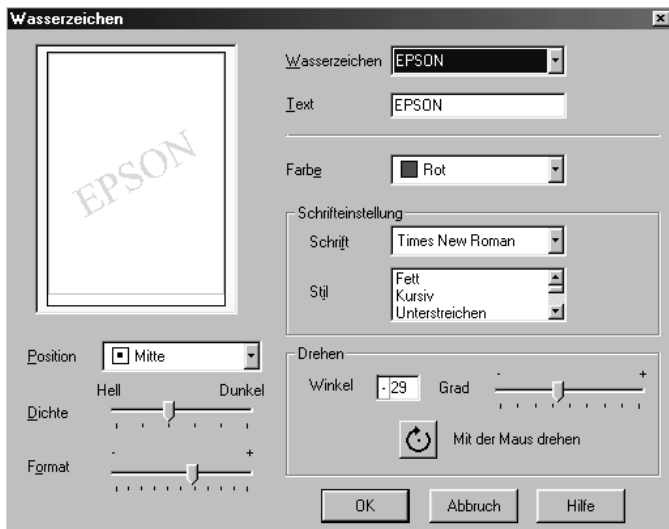 Wasserzeichen
EPSON
Wasserzeichen EPSON
Text EPSON
Farbe Rot
Schrifteinstellung
Schrift Times New Roman
Stil
Fett
Kursiv
Unterstreichen
Position Mitte
Hell Dunkel
Dichte
- +
Format
Drehen
Winkel -29 Grad
- +
Mit der Maus drehen
OK Abbruch Hilfe